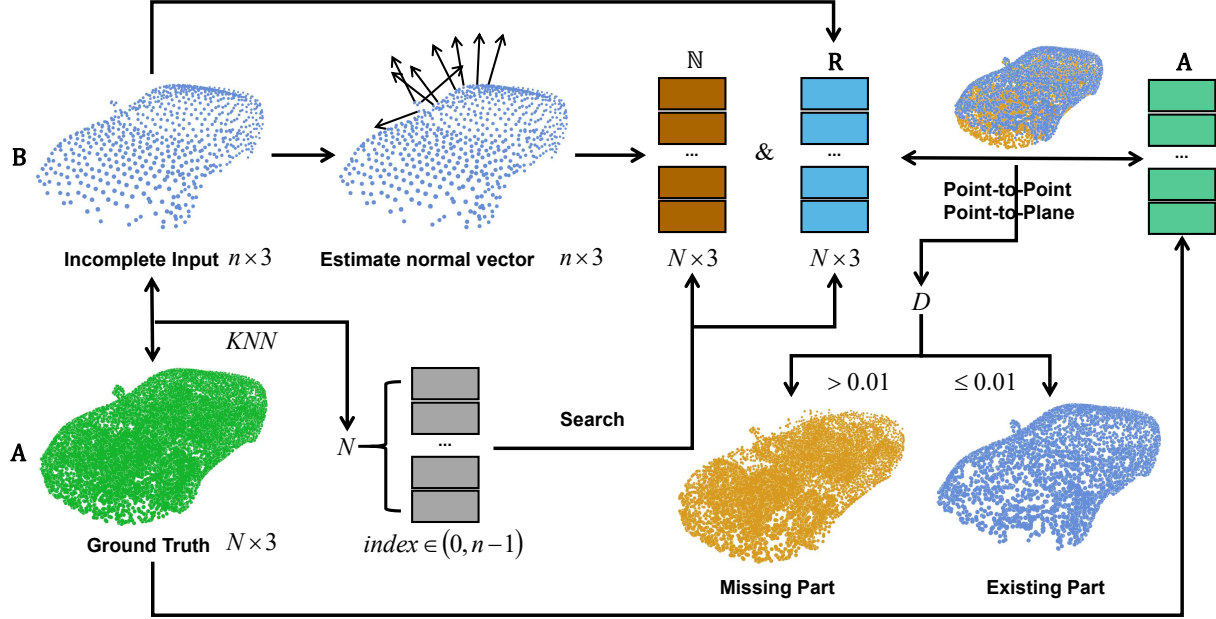 ℕ
R
A
B
...
&
...
...
Point-to-Point
Point-to-Plane
Incomplete Input n×3
Estimate normal vector n×3
N×3
N×3
D
KNN
> 0.01
≤ 0.01
A
N
...
Search
Ground Truth N×3
index∈(0,n−1)
Missing Part
Existing Part